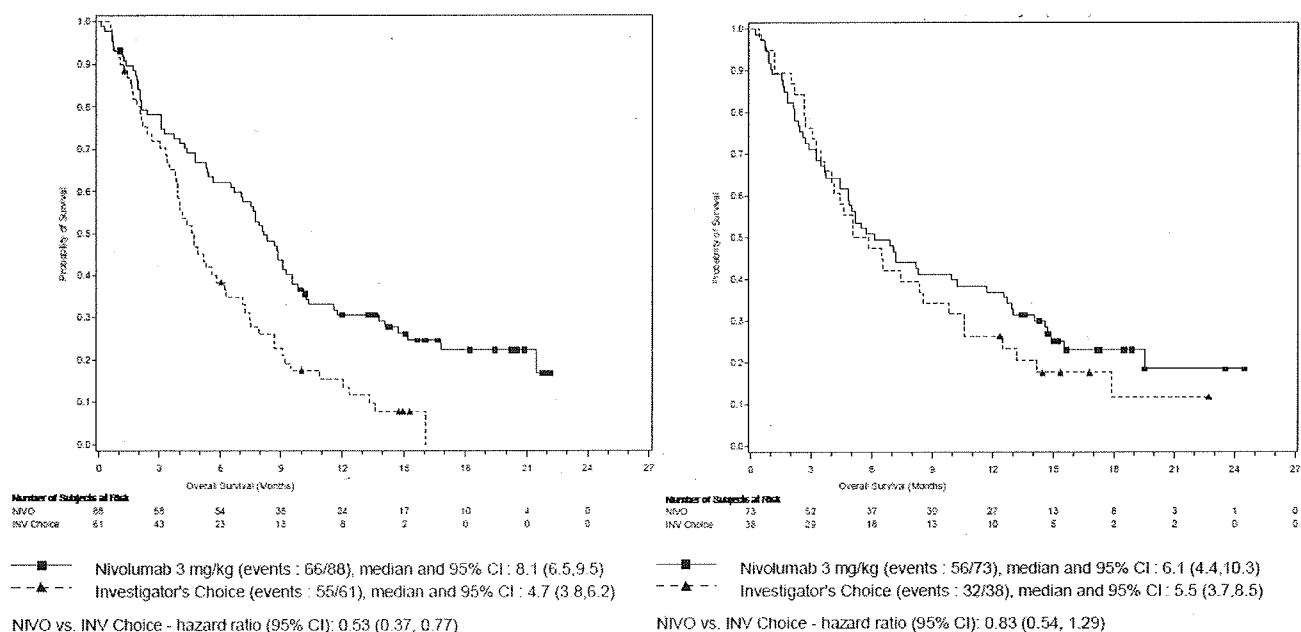 1.0
0.9
0.8
0.7
0.6
0.5
0.4
0.3
0.2
0.1
0.0
Probability of Survival
0 3 6 9 12 15 18 21 24 27
Overall Survival (Months)
Number of Subjects at Risk
NIVO 88 68 54 36 24 17 10 4 0
INV Choice 61 43 23 13 8 2 0 0 0
Nivolumab 3 mg/kg (events : 66/88), median and 95% CI : 8.1 (6.5,9.5)
Investigator's Choice (events : 55/61), median and 95% CI : 4.7 (3.8,6.2)
NIVO vs. INV Choice - hazard ratio (95% CI): 0.53 (0.37, 0.77)
1.0
0.9
0.8
0.7
0.6
0.5
0.4
0.3
0.2
0.1
0.0
Probability of Survival
0 3 6 9 12 15 18 21 24 27
Overall Survival (Months)
Number of Subjects at Risk
NIVO 73 52 37 30 27 13 8 3 1 0
INV Choice 38 29 18 13 10 5 2 2 0 0
Nivolumab 3 mg/kg (events : 56/73), median and 95% CI : 6.1 (4.4,10.3)
Investigator's Choice (events : 32/38), median and 95% CI : 5.5 (3.7,8.5)
NIVO vs. INV Choice - hazard ratio (95% CI): 0.83 (0.54, 1.29)